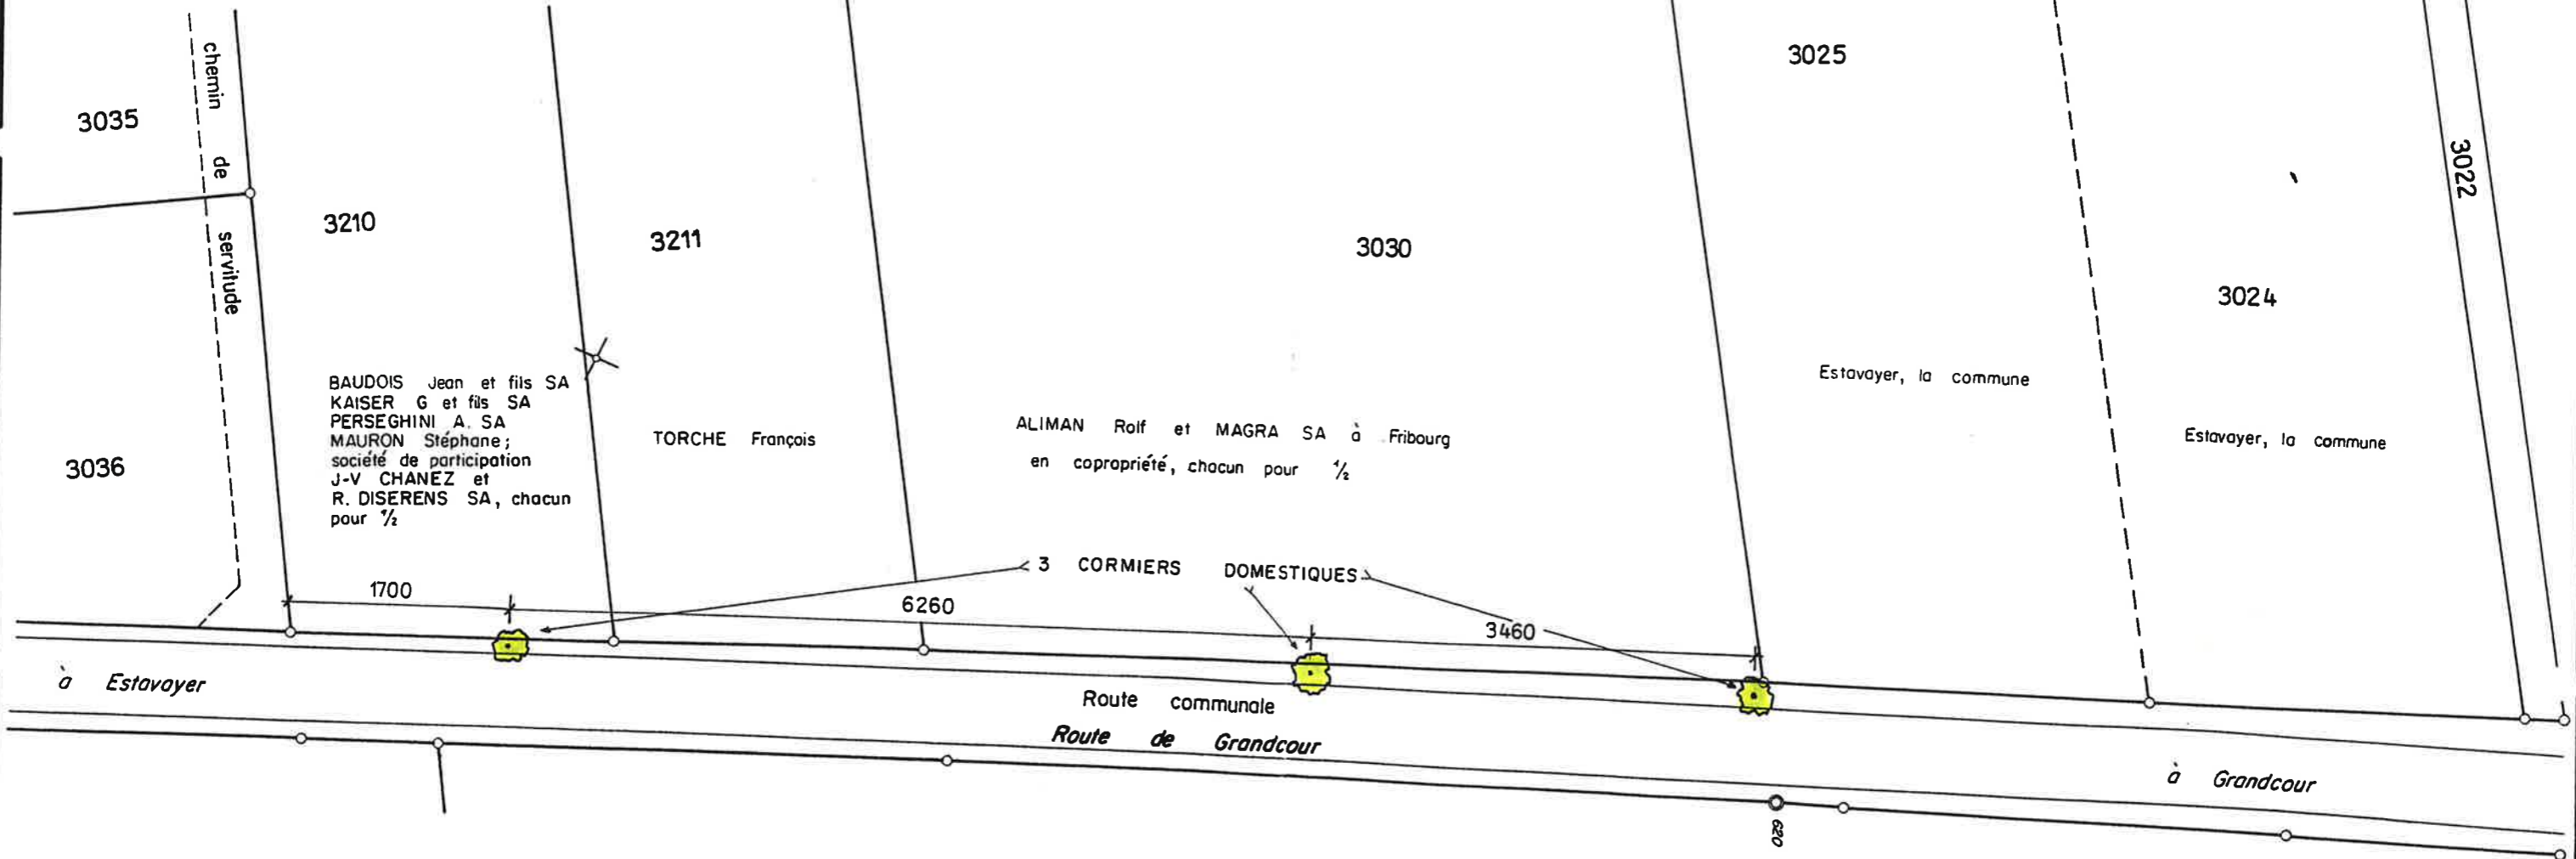 3035
chemin de servitude
3210
3211
3030
3025
3024
3022
3036
BAUDOIS Jean et fils SA
KAISER G et fils SA
PERSEGHINI A. SA
MAURON Stéphane;
société de participation
J-V CHANEZ et
R. DISERENS SA, chacun
pour 1/2
TORCHE François
ALIMAN Rolf et MAGRA SA à Fribourg
en copropriété, chacun pour 1/2
Estavayer, la commune
Estavayer, la commune
3 CORMIERS DOMESTIQUES
1700
6260
3460
à Estavayer
Route communale
Route de Grandcour
à Grandcour
620